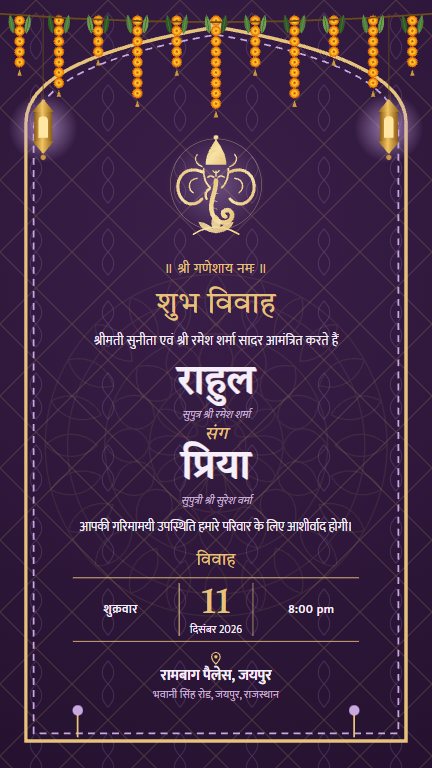 ॥ श्री गणेशाय नमः ॥
शुभ विवाह
श्रीमती सुनीता एवं श्री रमेश शर्मा सादर आमंत्रित करते हैं
राहुल
सुपुत्र श्री रमेश शर्मा
संग
प्रिया
सुपुत्री श्री सुरेश वर्मा
आपकी गरिमामयी उपस्थिति हमारे परिवार के लिए आशीर्वाद होगी।
विवाह
शुक्रवार 11 8:00 pm
दिसंबर 2026
रामबाग पैलेस, जयपुर
भवानी सिंह रोड, जयपुर, राजस्थान